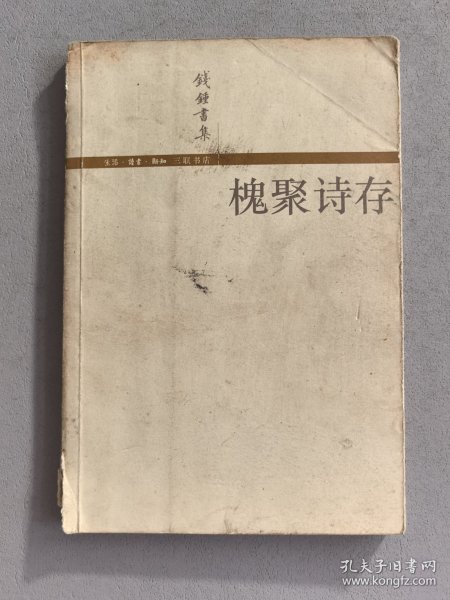 錢鍾書集
生活·讀書·新知 三联书店
槐聚诗存
孔夫子旧书网
www.kongfz.com